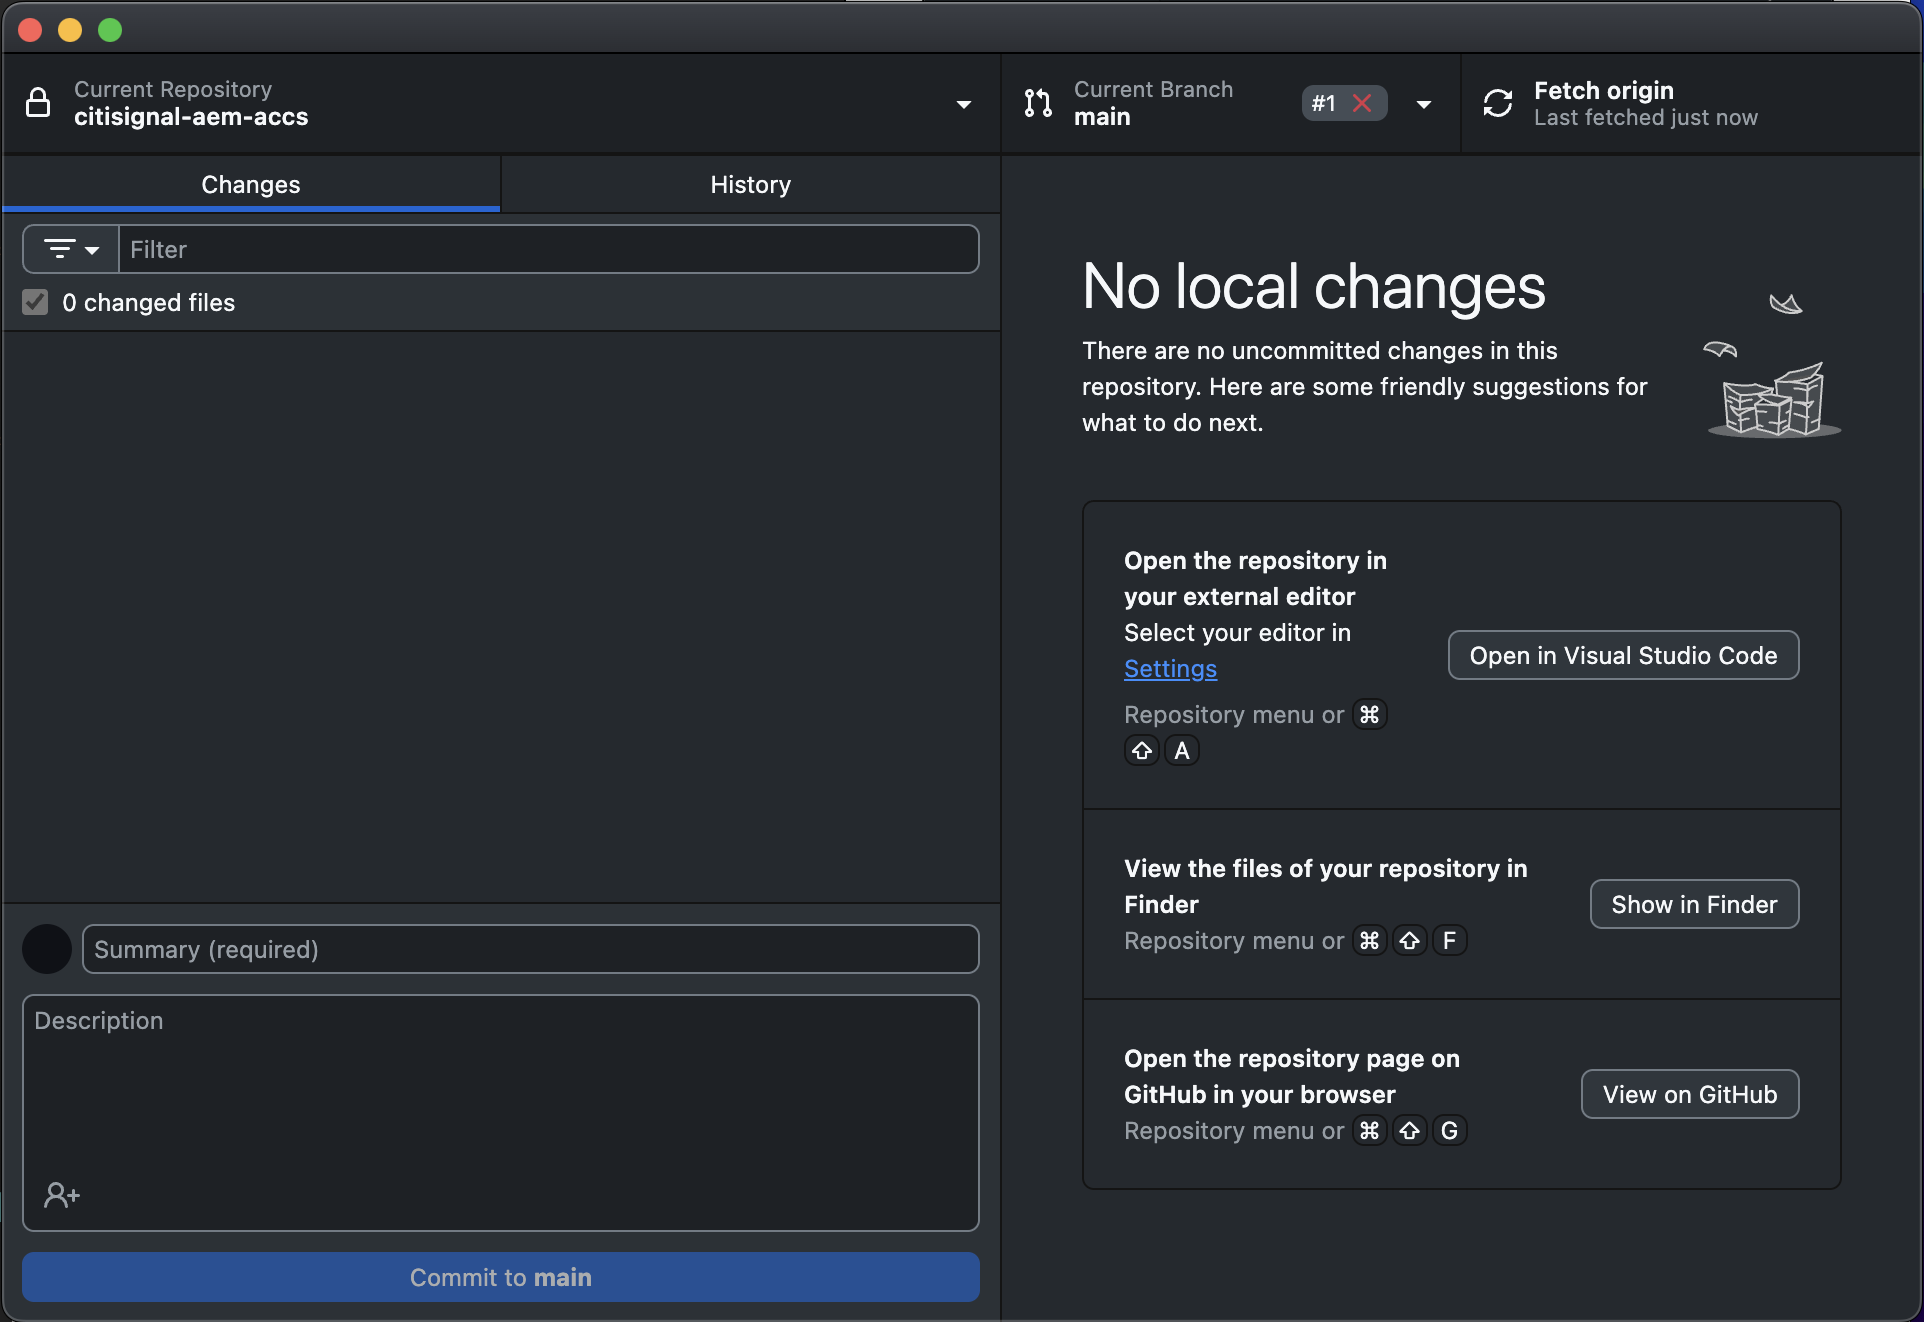 Current Repository
citisignal-aem-accs
Current Branch
main
#1
Fetch origin
Last fetched just now
Changes
History
Filter
0 changed files
No local changes
There are no uncommitted changes in this
repository. Here are some friendly suggestions for
what to do next.
Open the repository in
your external editor
Select your editor in
Settings
Repository menu or ⌘
⇧ A
Open in Visual Studio Code
View the files of your repository in
Finder
Repository menu or ⌘ ⇧ F
Show in Finder
Open the repository page on
GitHub in your browser
Repository menu or ⌘ ⇧ G
View on GitHub
Summary (required)
Description
Commit to main